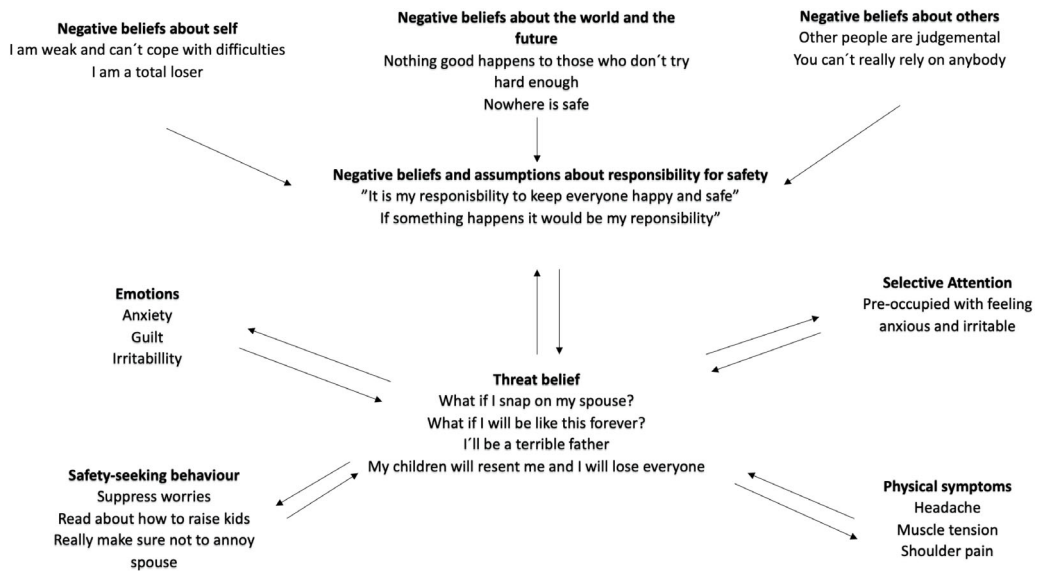 Negative beliefs about self
I am weak and can´t cope with difficulties
I am a total loser
Negative beliefs about the world and the
future
Nothing good happens to those who don´t try
hard enough
Nowhere is safe
Negative beliefs about others
Other people are judgemental
You can´t really rely on anybody
Negative beliefs and assumptions about responsibility for safety
”It is my responisbility to keep everyone happy and safe”
If something happens it would be my reponsibility”
Emotions
Anxiety
Guilt
Irritabillity
Selective Attention
Pre-occupied with feeling
anxious and irritable
Threat belief
What if I snap on my spouse?
What if I will be like this forever?
I´ll be a terrible father
My children will resent me and I will lose everyone
Safety-seeking behaviour
Suppress worries
Read about how to raise kids
Really make sure not to annoy
spouse
Physical symptoms
Headache
Muscle tension
Shoulder pain